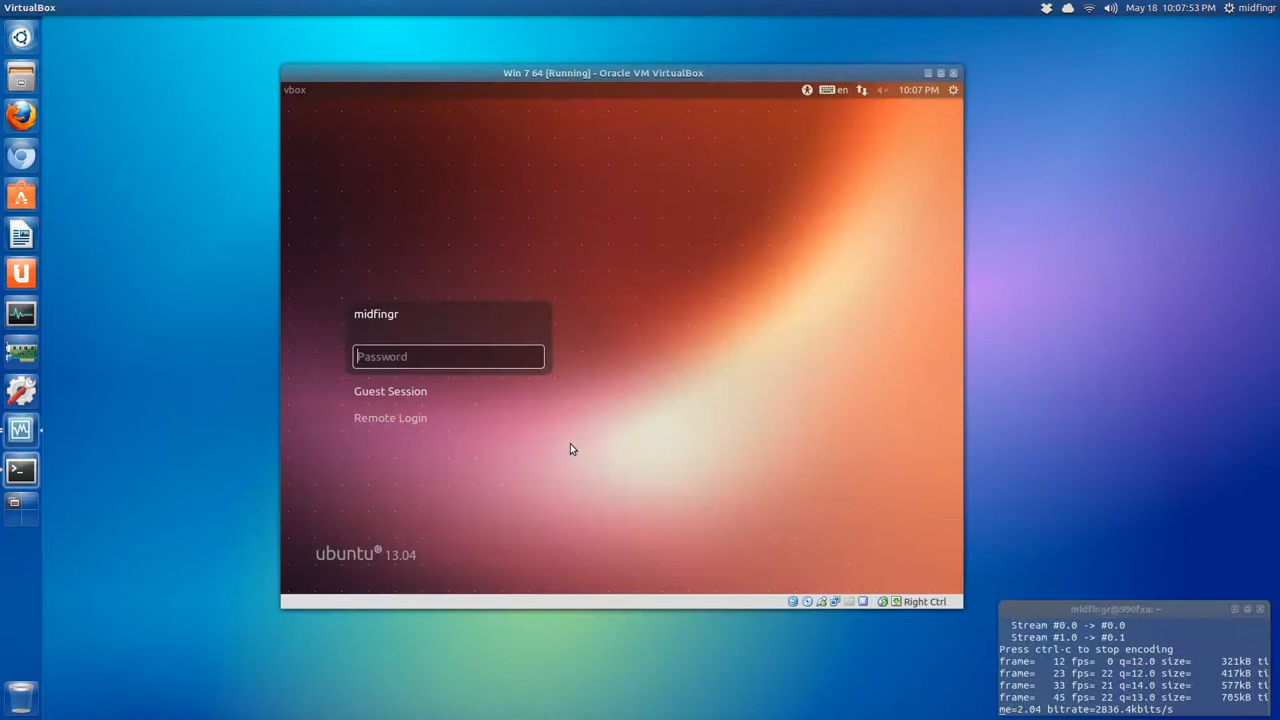 VirtualBox
May 18 10:07:53 PM midfingr
Win 7 64 [Running] - Oracle VM VirtualBox
vbox
en
10:07 PM
midfingr
Password
Guest Session
Remote Login
ubuntu® 13.04
Right Ctrl
midfingr@990fxa: ~
Stream #0.0 -> #0.0
Stream #1.0 -> #0.1
Press ctrl-c to stop encoding
frame= 12 fps= 0 q=12.0 size= 321kB ti
frame= 23 fps= 22 q=12.0 size= 417kB ti
frame= 33 fps= 21 q=14.0 size= 577kB ti
frame= 45 fps= 22 q=13.0 size= 705kB ti
me=2.04 bitrate=2836.4kbits/s